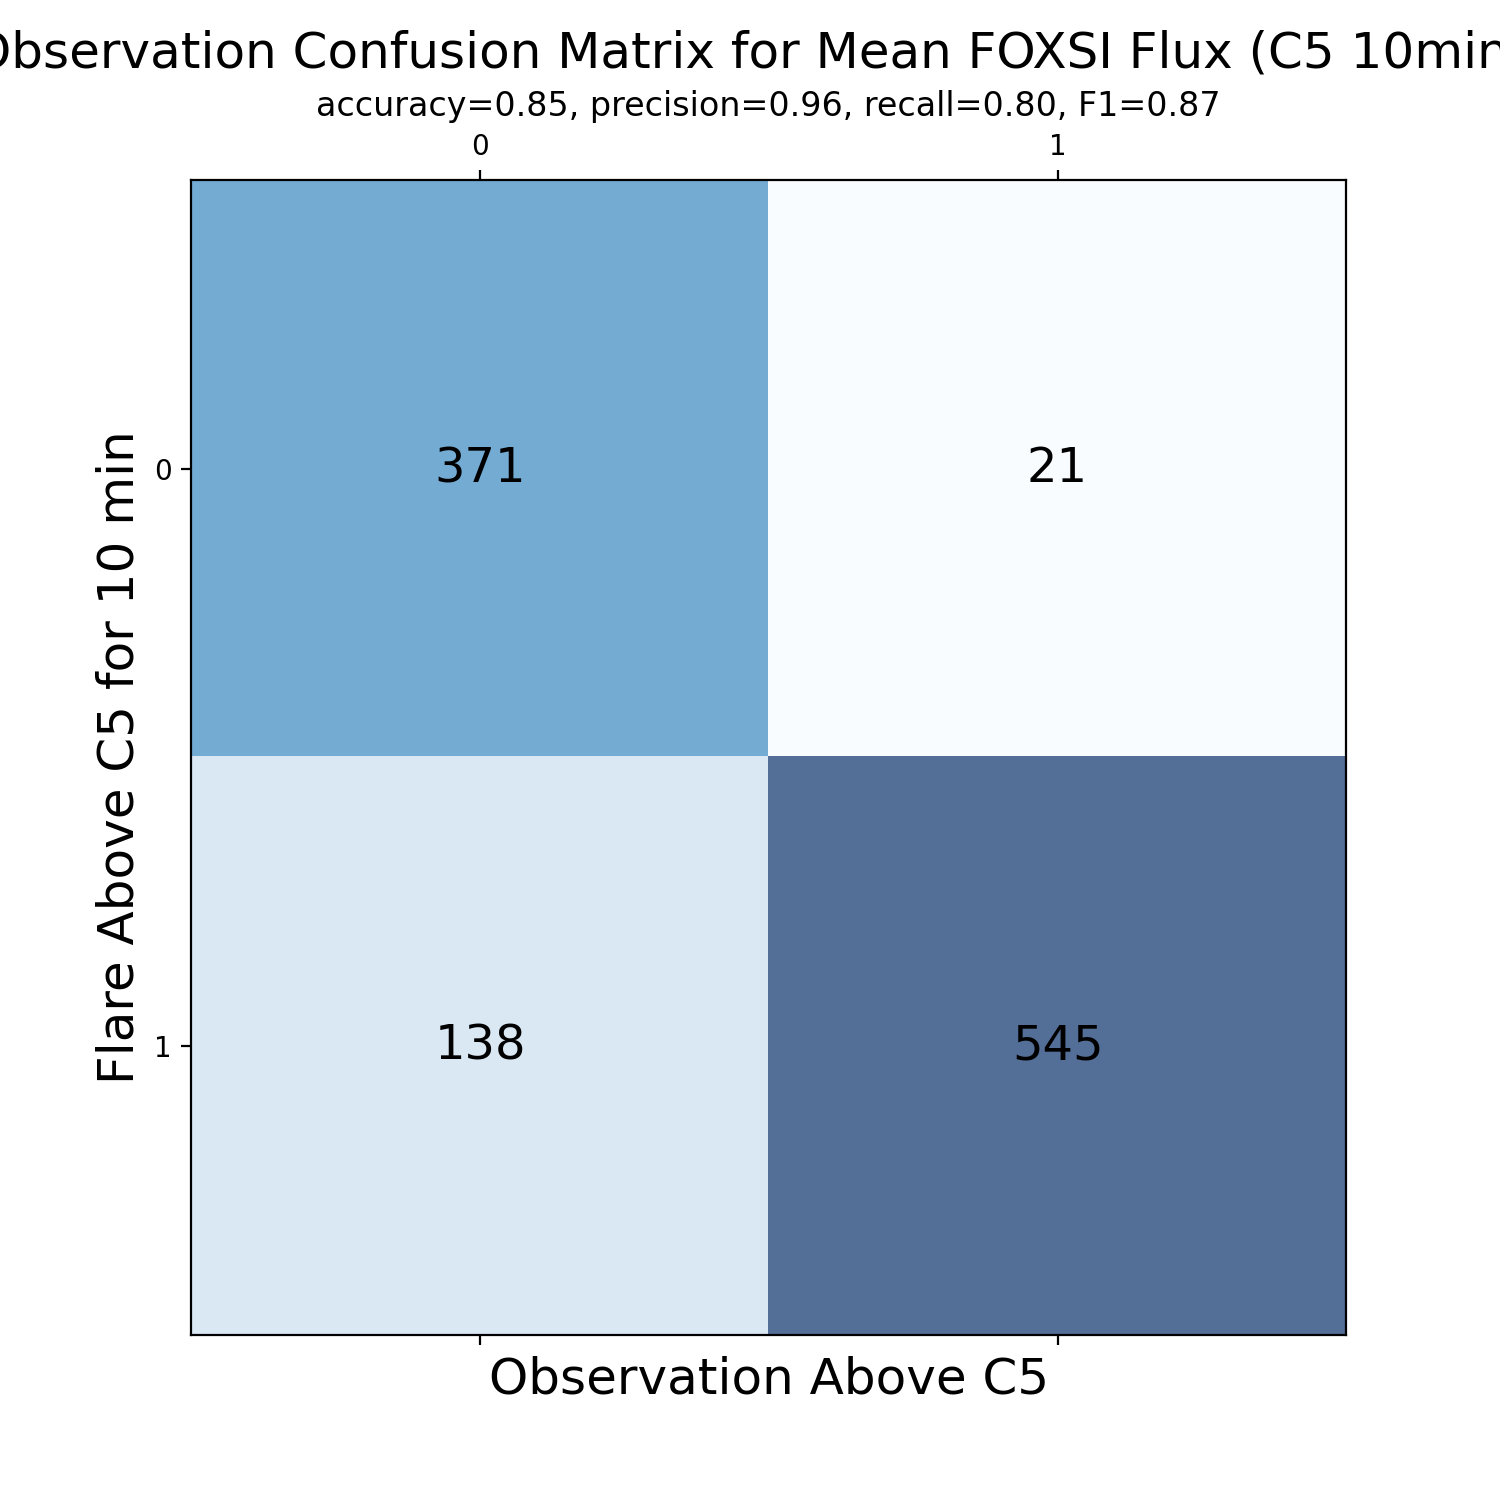 Observation Confusion Matrix for Mean FOXSI Flux (C5 10min
accuracy=0.85, precision=0.96, recall=0.80, F1=0.87
0 1
Flare Above C5 for 10 min
0 371 21
1 138 545
Observation Above C5